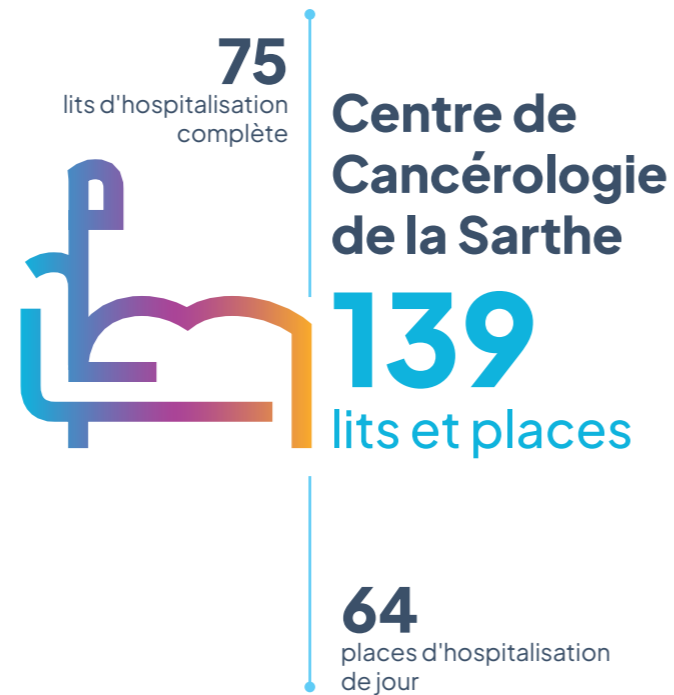 75
lits d'hospitalisation
complète
Centre de
Cancérologie
de la Sarthe
139
lits et places
64
places d'hospitalisation
de jour